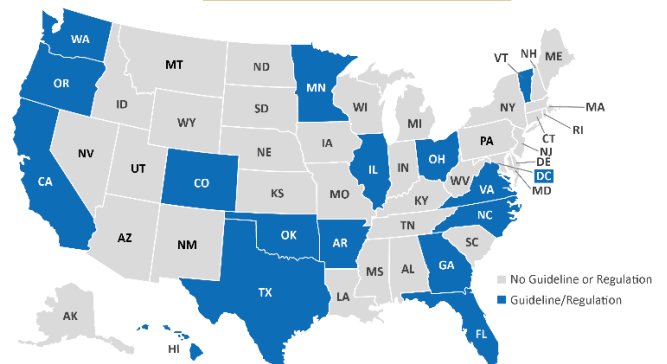 WA
MT
ND
MN
VT
NH
ME
OR
ID
SD
WI
NY
MA
WY
MI
RI
CT
NV
NE
IA
PA
NJ
UT
IL
IN
OH
DE
CA
CO
DC
WV
MD
KS
MO
VA
KY
NC
TN
AZ
NM
OK
AR
SC
MS
AL
GA
No Guideline or Regulation
TX
LA
Guideline/Regulation
AK
FL
HI